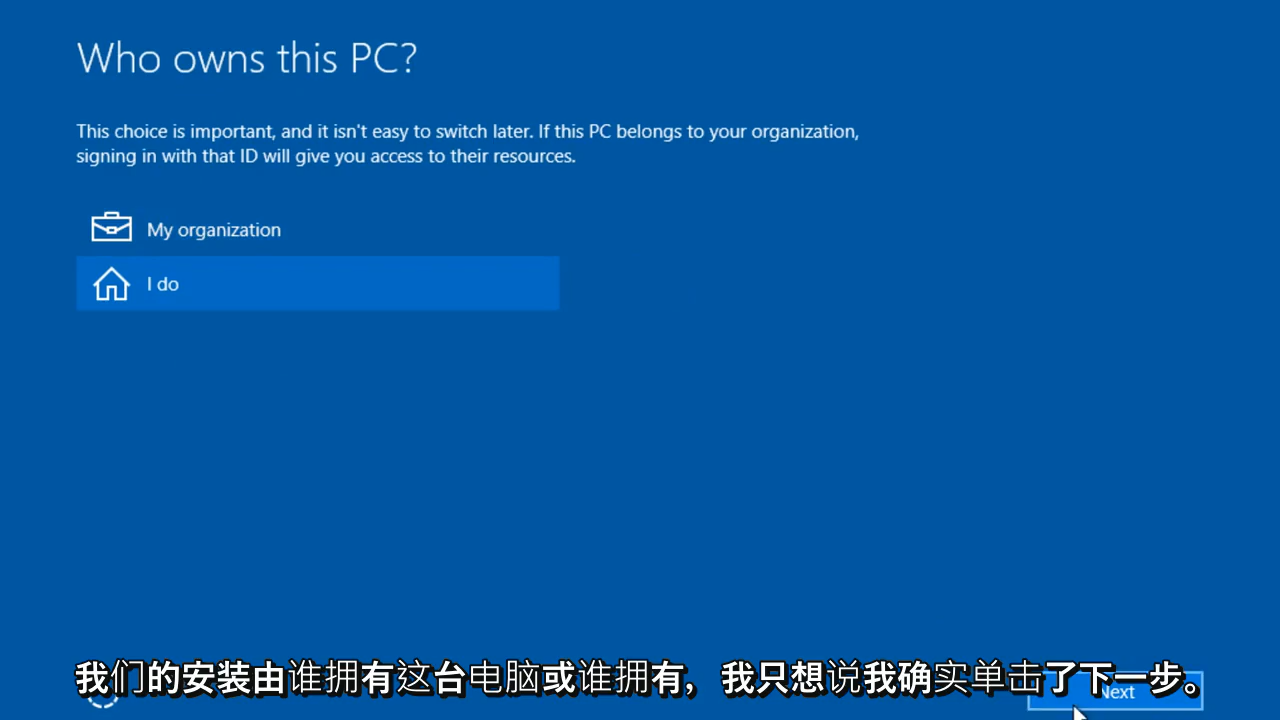 Who owns this PC?
This choice is important, and it isn't easy to switch later. If this PC belongs to your organization,
signing in with that ID will give you access to their resources.
My organization
I do
我们的安装由谁拥有这台电脑或谁拥有，我只想说我确实单击了下一步。
Next